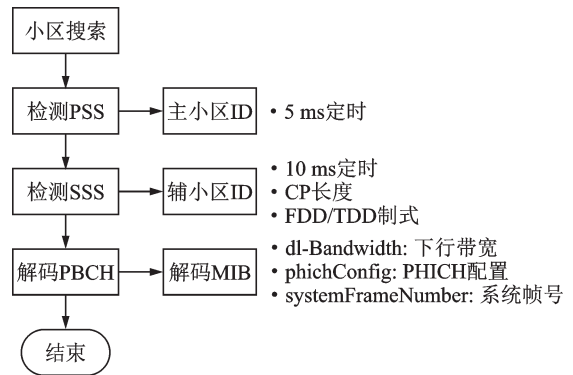 小区搜索
检测PSS
主小区ID
• 5 ms定时
检测SSS
辅小区ID
• 10 ms定时
• CP长度
• FDD/TDD制式
解码PBCH
解码MIB
• dl-Bandwidth: 下行带宽
• phichConfig: PHICH配置
• systemFrameNumber: 系统帧号
结束